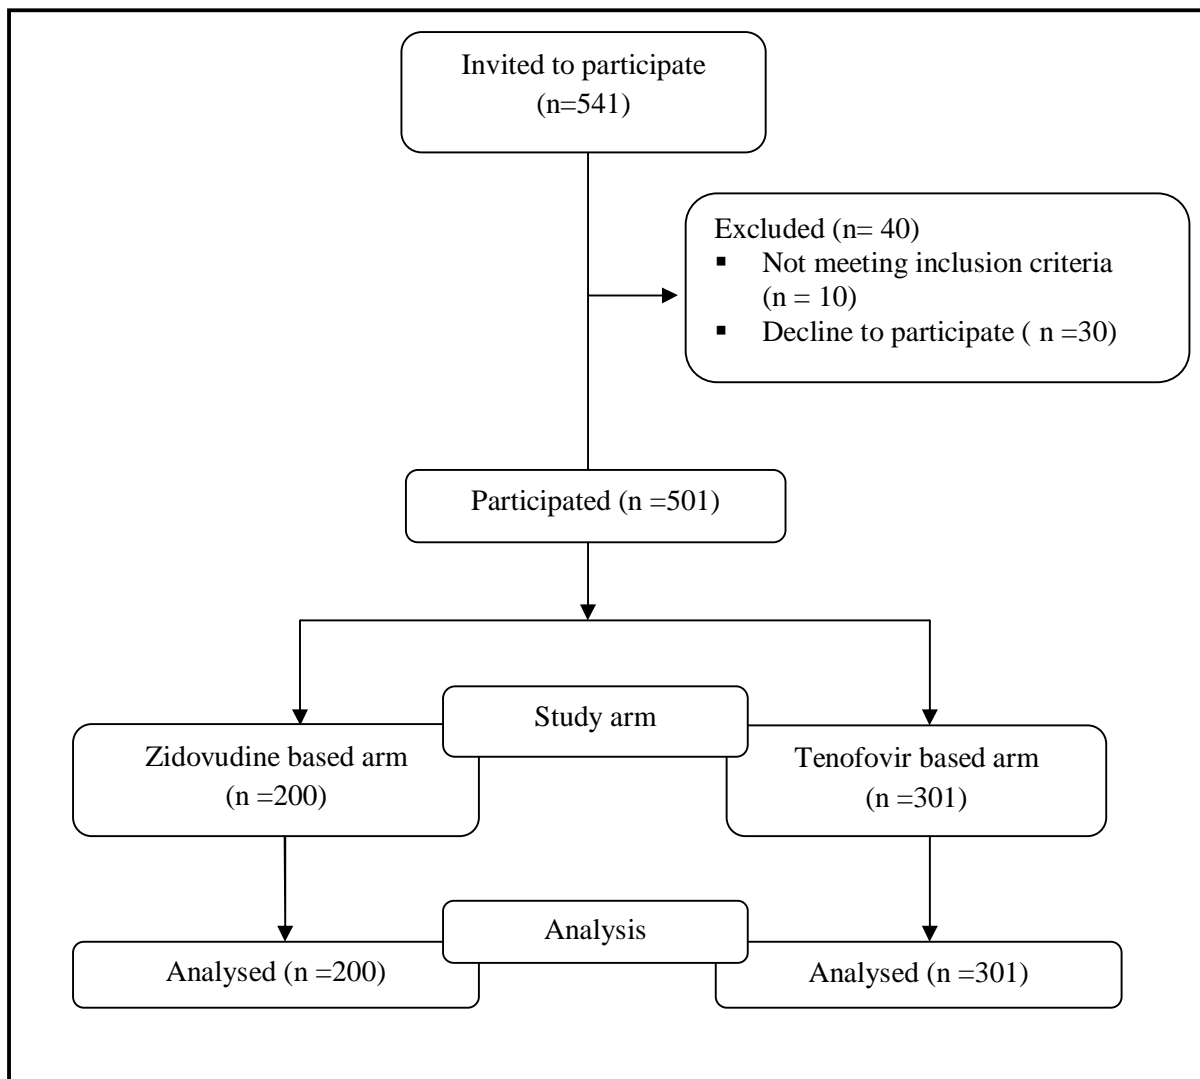 Invited to participate
(n=541)
Excluded (n= 40)
▪ Not meeting inclusion criteria
(n = 10)
▪ Decline to participate ( n =30)
Participated (n =501)
Study arm
Zidovudine based arm
(n =200)
Tenofovir based arm
(n =301)
Analysis
Analysed (n =200)
Analysed (n =301)